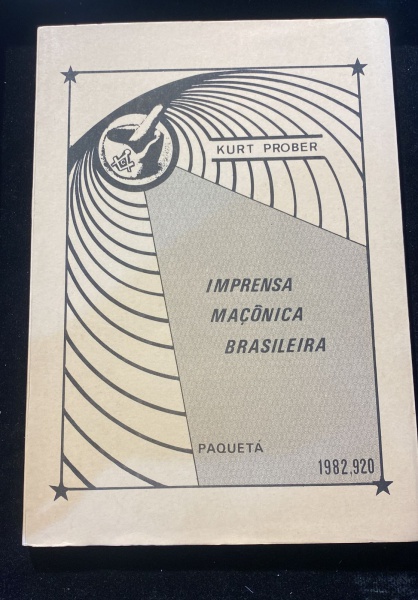 KURT PROBER
IMPRENSA
MAÇÔNICA
BRASILEIRA
PAQUETÁ
1982,920